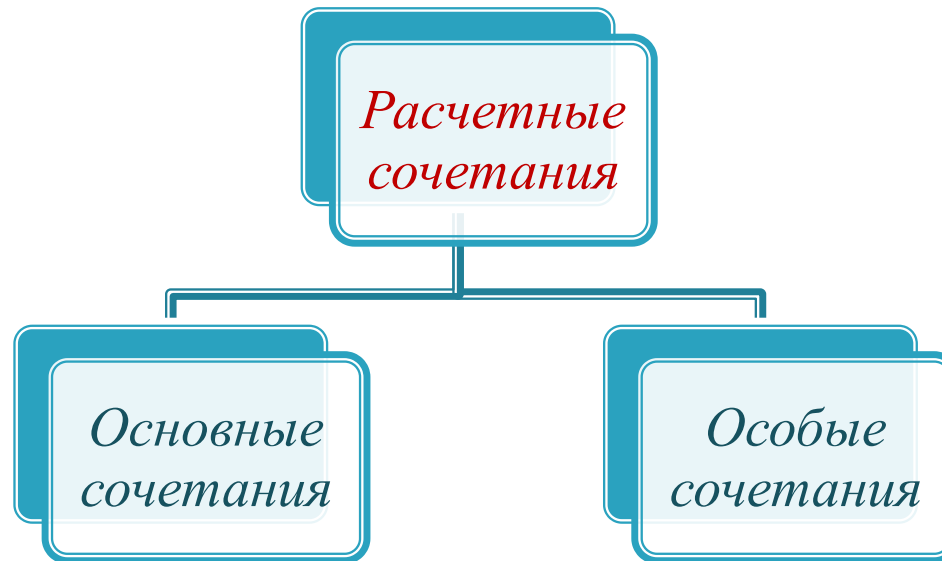 Расчетные
сочетания
Основные
сочетания
Особые
сочетания